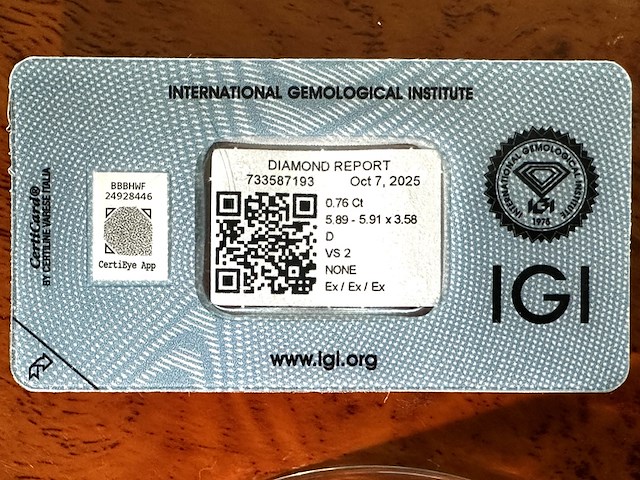 INTERNATIONAL GEMOLOGICAL INSTITUTE
CertiCard®
BY CERTILINE VARESE ITALIA
BBBHWF
24928446
CertiEye App
DIAMOND REPORT
733587193 Oct 7, 2025
0.76 Ct
5.89 - 5.91 x 3.58
D
VS 2
NONE
Ex / Ex / Ex
INTERNATIONAL GEMOLOGICAL INSTITUTE
IGI
1975
IGI
www.igi.org